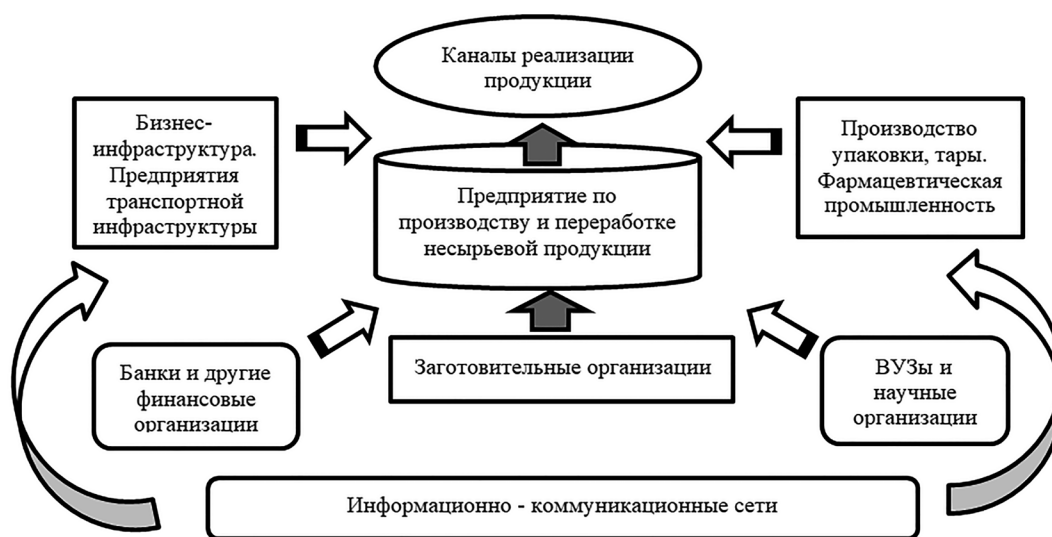 Каналы реализации
продукции
Бизнес-
инфраструктура.
Предприятия
транспортной
инфраструктуры
Производство
упаковки, тары.
Фармацевтическая
промышленность
Предприятие по
производству и переработке
несырьевой продукции
Банки и другие
финансовые
организации
Заготовительные организации
ВУЗы и
научные
организации
Информационно - коммуникационные сети